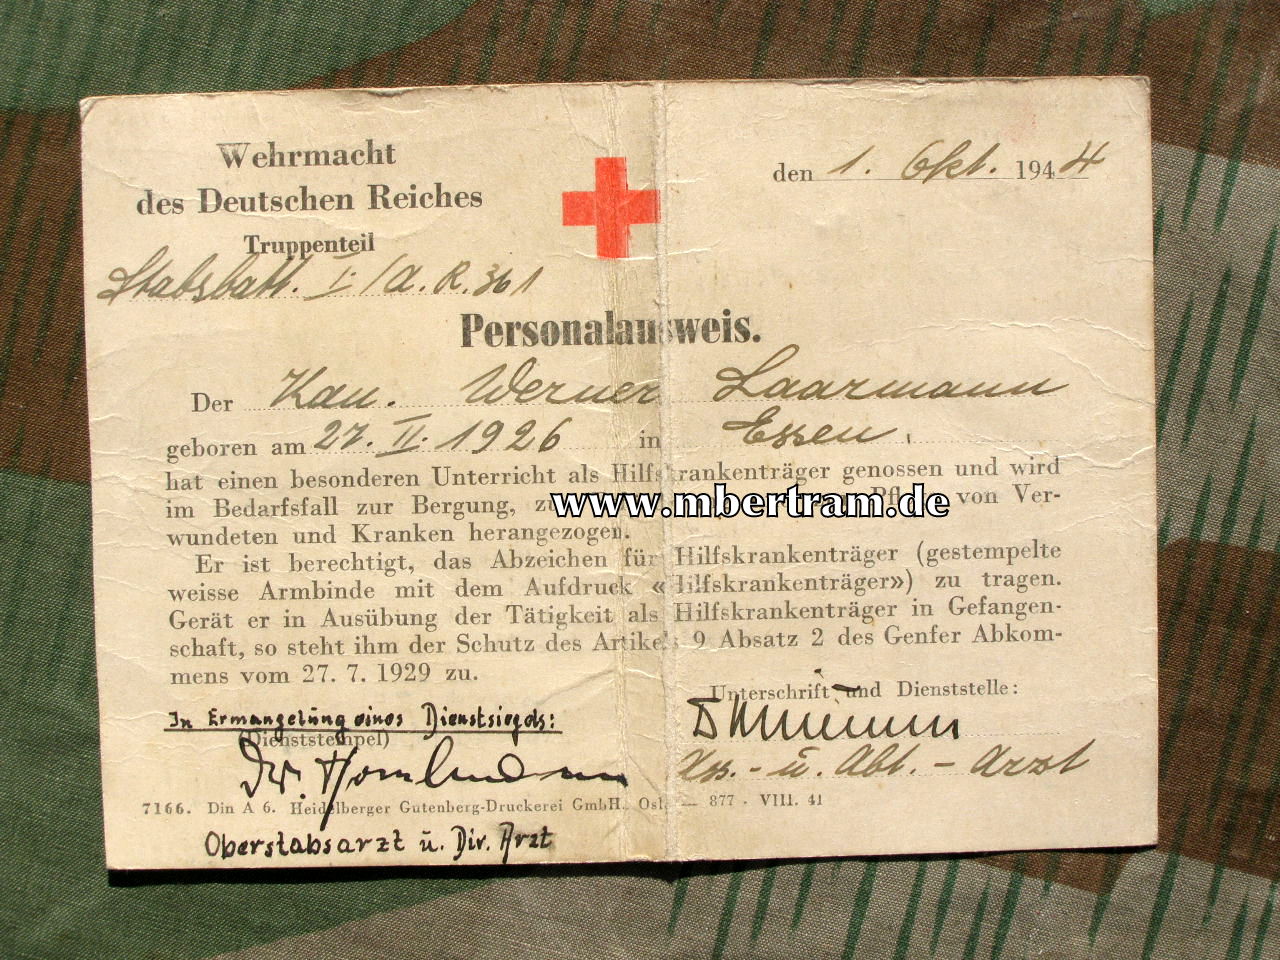 Wehrmacht
des Deutschen Reiches
Truppenteil
Stabsbatt. I./A.R. 361
den 1. Okt. 1944
Personalausweis.
Der Kan. Werner Laarmann
geboren am 27. II. 1926 in Essen,
hat einen besonderen Unterricht als Hilfskrankenträger genossen und wird
im Bedarfsfall zur Bergung, von Ver-
www.mbertram.de
wundeten und Kranken herangezogen.
Er ist berechtigt, das Abzeichen für Hilfskrankenträger (gestempelte
weisse Armbinde mit dem Aufdruck «Hilfskrankenträger») zu tragen.
Gerät er in Ausübung der Tätigkeit als Hilfskrankenträger in Gefangen-
schaft, so steht ihm der Schutz des Artikels 9 Absatz 2 des Genfer Abkom-
mens vom 27. 7. 1929 zu.
Unterschrift und Dienststelle:
In Ermangelung eines Dienstsiegels:
(Dienststempel)
Dr.
Ass.- u. Abt.- Arzt
7166. Din A 6. Heidelberger Gutenberg-Druckerei GmbH. — 877 . VIII. 41
Oberstabsarzt u. Div. Arzt